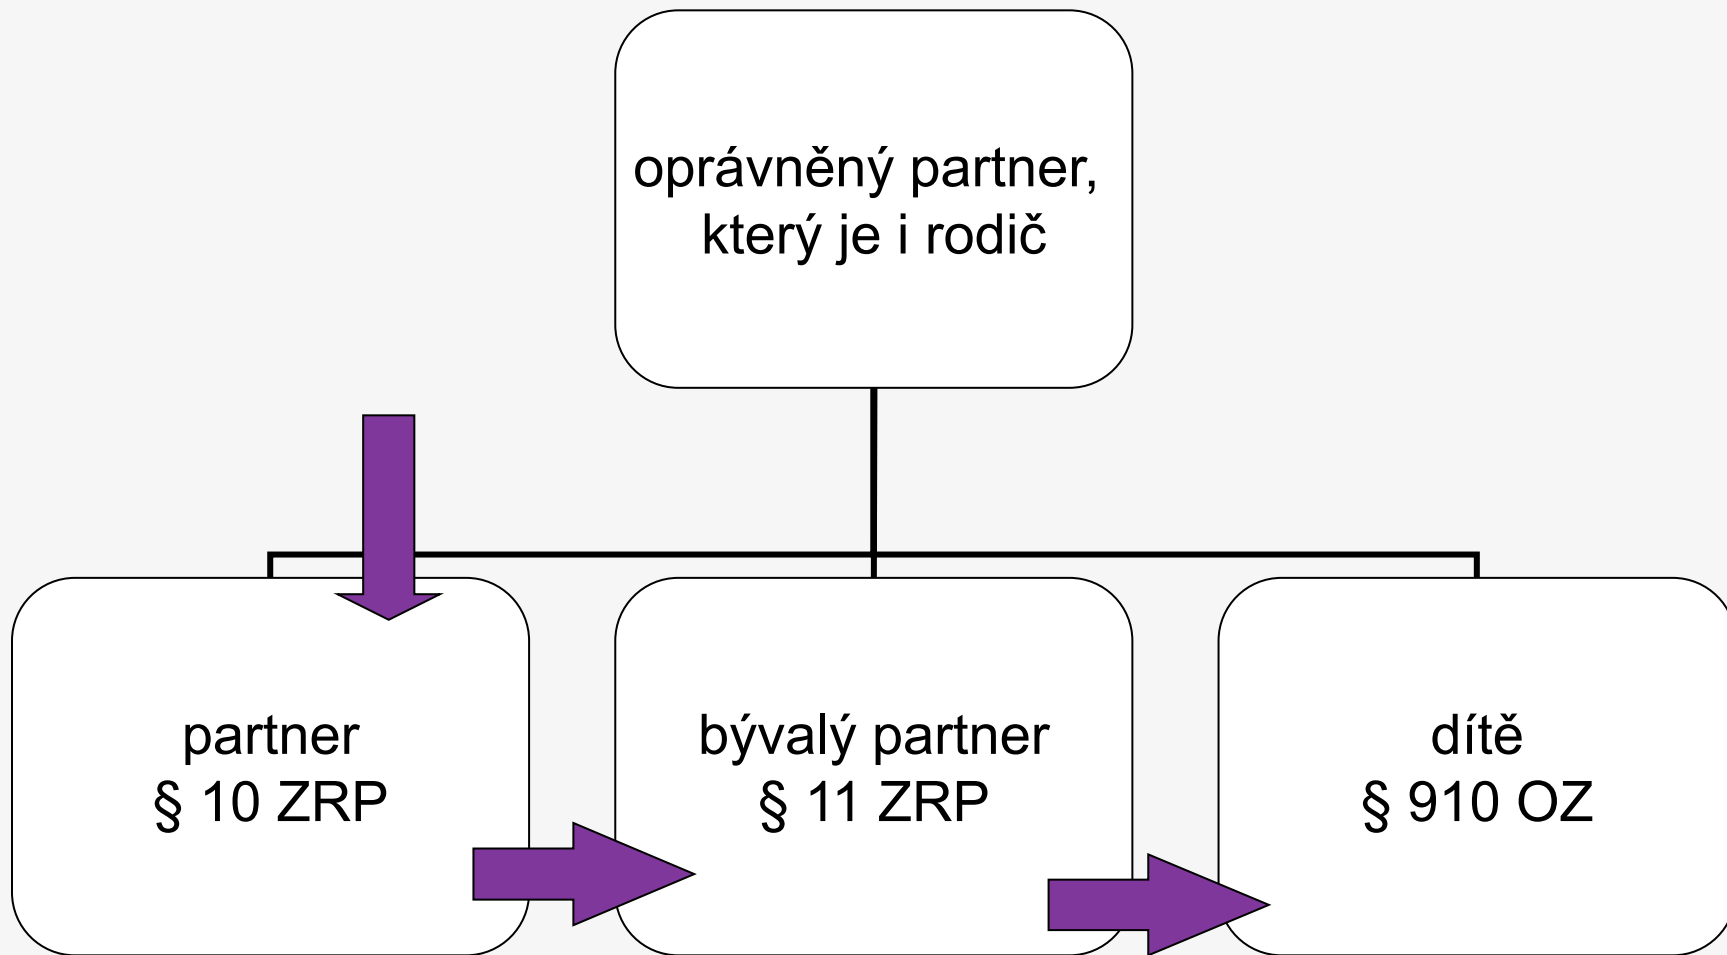 oprávněný partner,
který je i rodič
partner
§ 10 ZRP
bývalý partner
§ 11 ZRP
dítě
§ 910 OZ